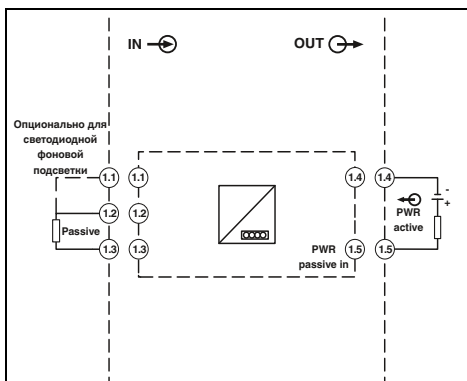 IN
OUT
Опционально для
светодиодной
фоновой
подсветки
1.1
1.1
1.4
1.4
-
+
1.2
1.2
PWR
active
Passive
1.3
1.3
PWR
passive in
1.5
1.5